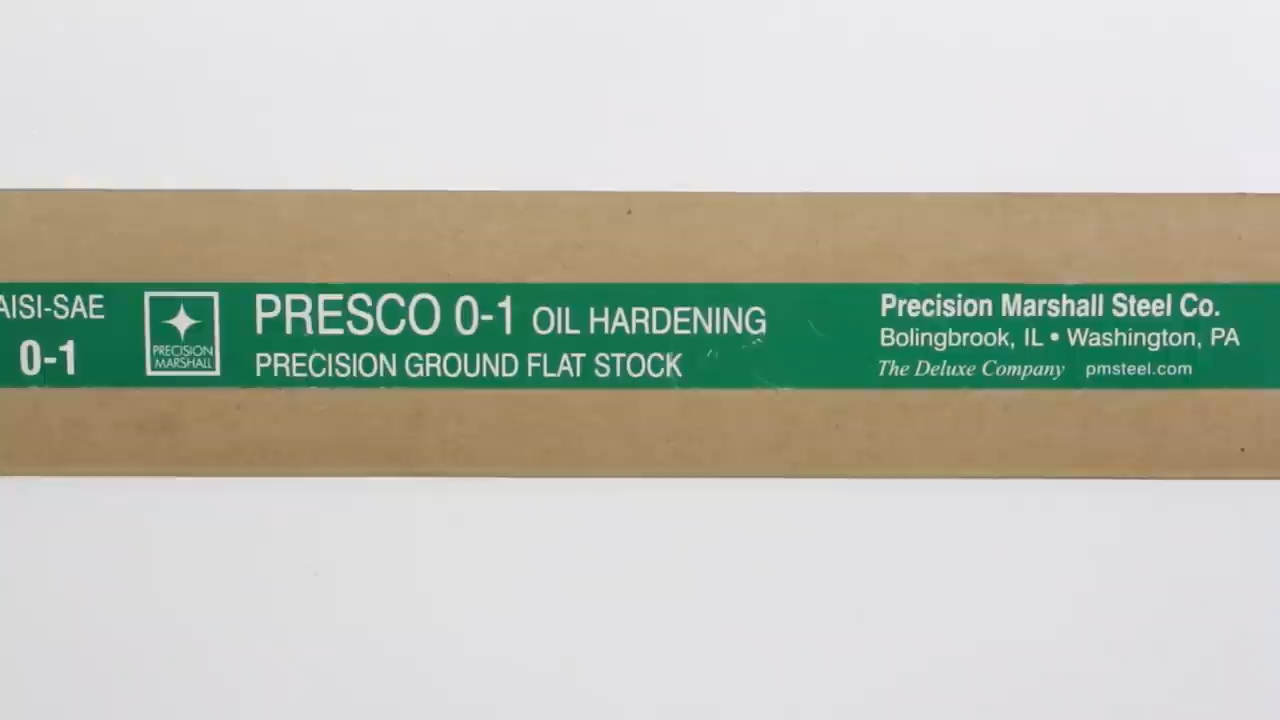 AISI-SAE
0-1
PRECISION
MARSHALL
PRESCO 0-1 OIL HARDENING
PRECISION GROUND FLAT STOCK
Precision Marshall Steel Co.
Bolingbrook, IL • Washington, PA
The Deluxe Company pmsteel.com